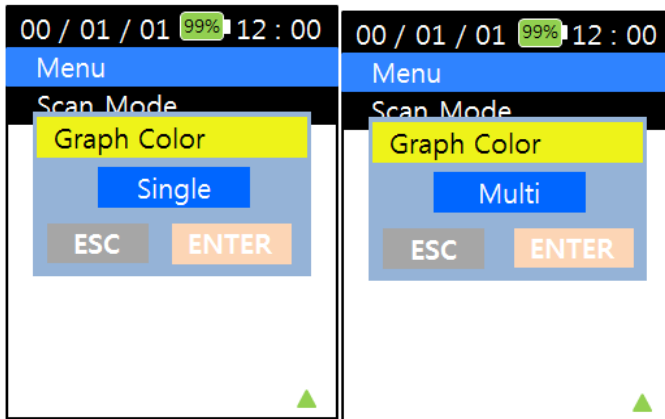 00 / 01 / 01 99% 12 : 00
Menu
Scan Mode
Graph Color
Single
ESC ENTER
00 / 01 / 01 99% 12 : 00
Menu
Scan Mode
Graph Color
Multi
ESC ENTER